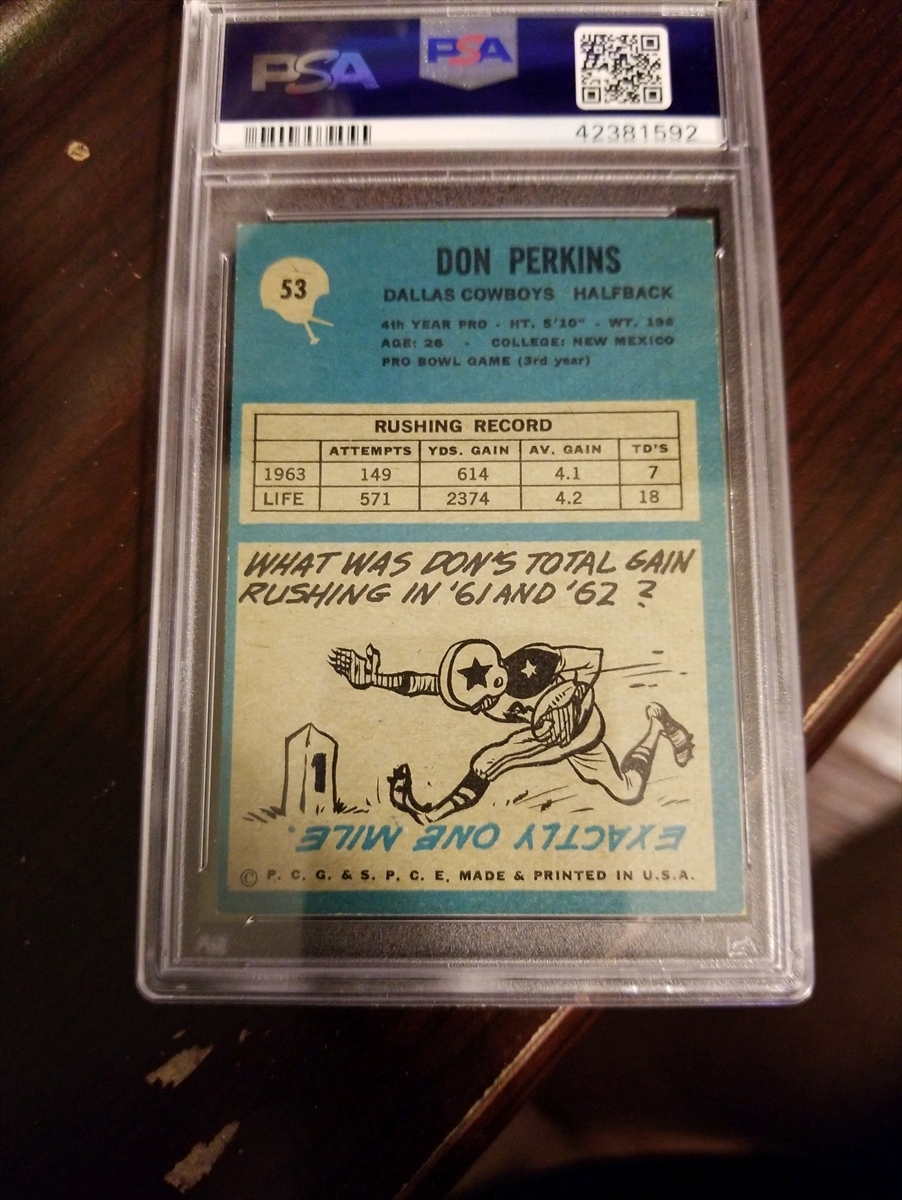 PSA
PSA
42381592
53
DON PERKINS
DALLAS COWBOYS HALFBACK
4th YEAR PRO - HT. 5'10" - WT. 196
AGE: 26 - COLLEGE: NEW MEXICO
PRO BOWL GAME (3rd year)
RUSHING RECORD
ATTEMPTS YDS. GAIN AV. GAIN TD'S
1963 149 614 4.1 7
LIFE 571 2374 4.2 18
WHAT WAS DON'S TOTAL GAIN
RUSHING IN '61 AND '62 ?
1
EXACTLY ONE MILE.
© P. C. G. & S. P. C. E. MADE & PRINTED IN U.S.A.